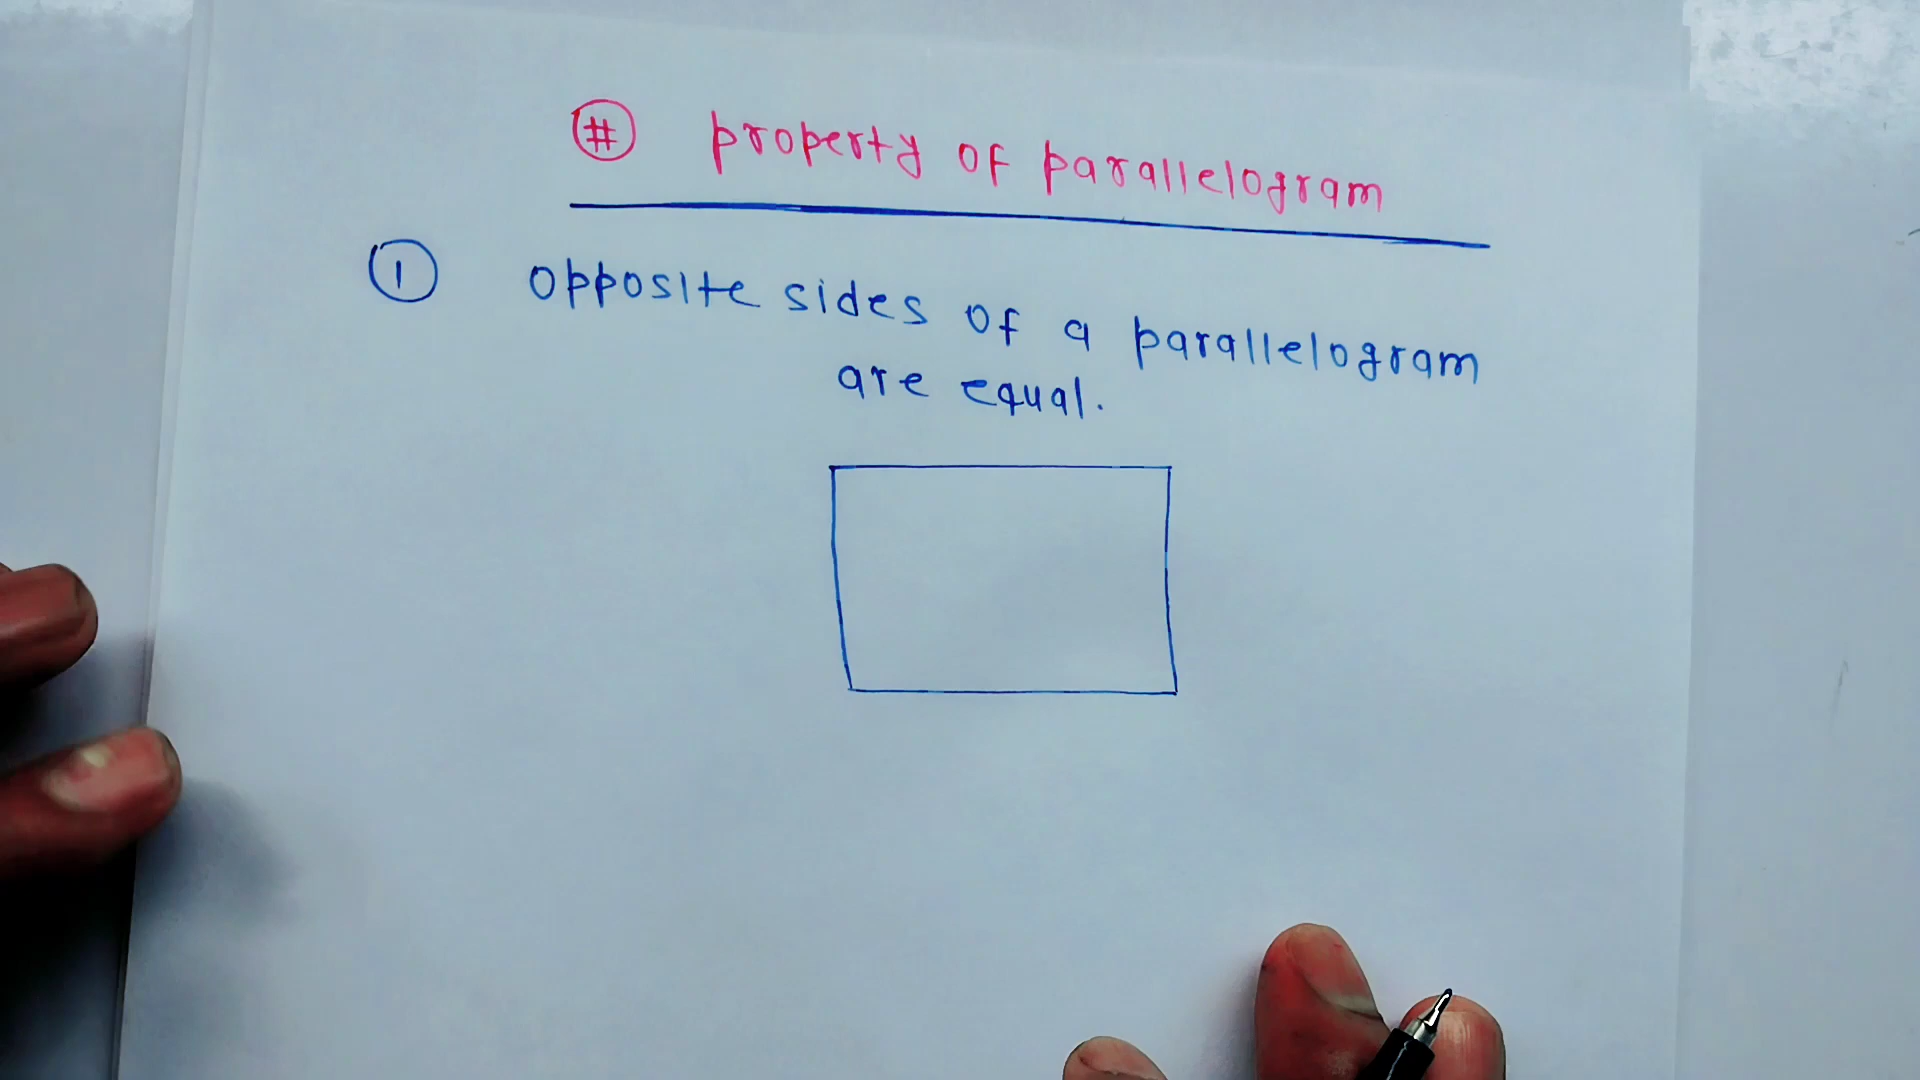 # property of parallelogram
1 opposite sides of a parallelogram
are equal.